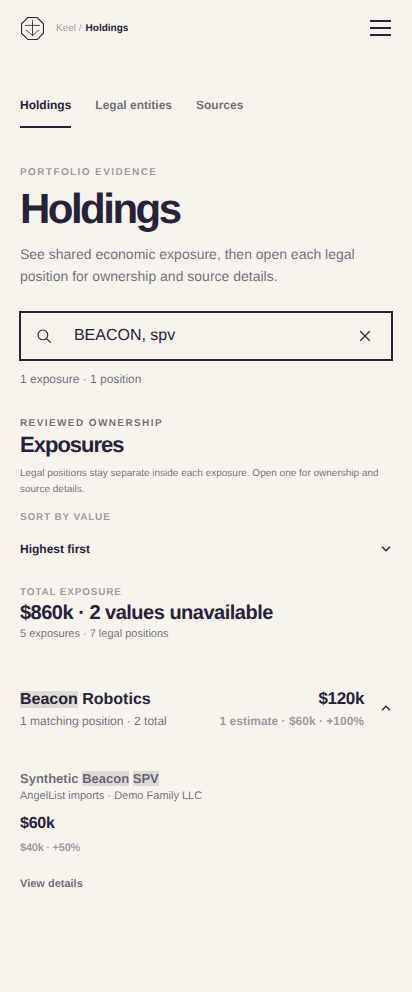 Keel / Holdings
Holdings Legal entities Sources
PORTFOLIO EVIDENCE
Holdings
See shared economic exposure, then open each legal
position for ownership and source details.
BEACON, spv
1 exposure · 1 position
REVIEWED OWNERSHIP
Exposures
Legal positions stay separate inside each exposure. Open one for ownership and
source details.
SORT BY VALUE
Highest first
TOTAL EXPOSURE
$860k · 2 values unavailable
5 exposures · 7 legal positions
Beacon Robotics $120k
1 matching position · 2 total 1 estimate · $60k · +100%
Synthetic Beacon SPV
AngelList imports · Demo Family LLC
$60k
$40k · +50%
View details